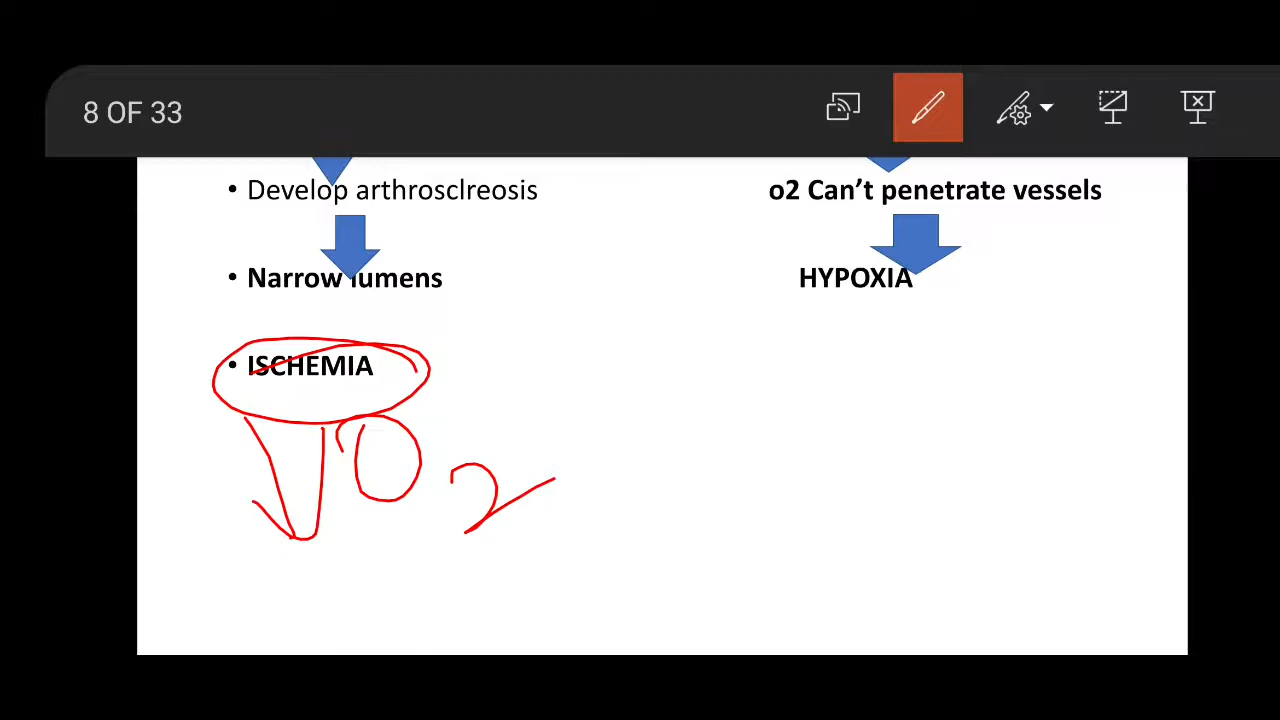 8 OF 33
• Develop arthrosclreosis
o2 Can't penetrate vessels
• Narrow lumens
HYPOXIA
• ISCHEMIA
↓O2